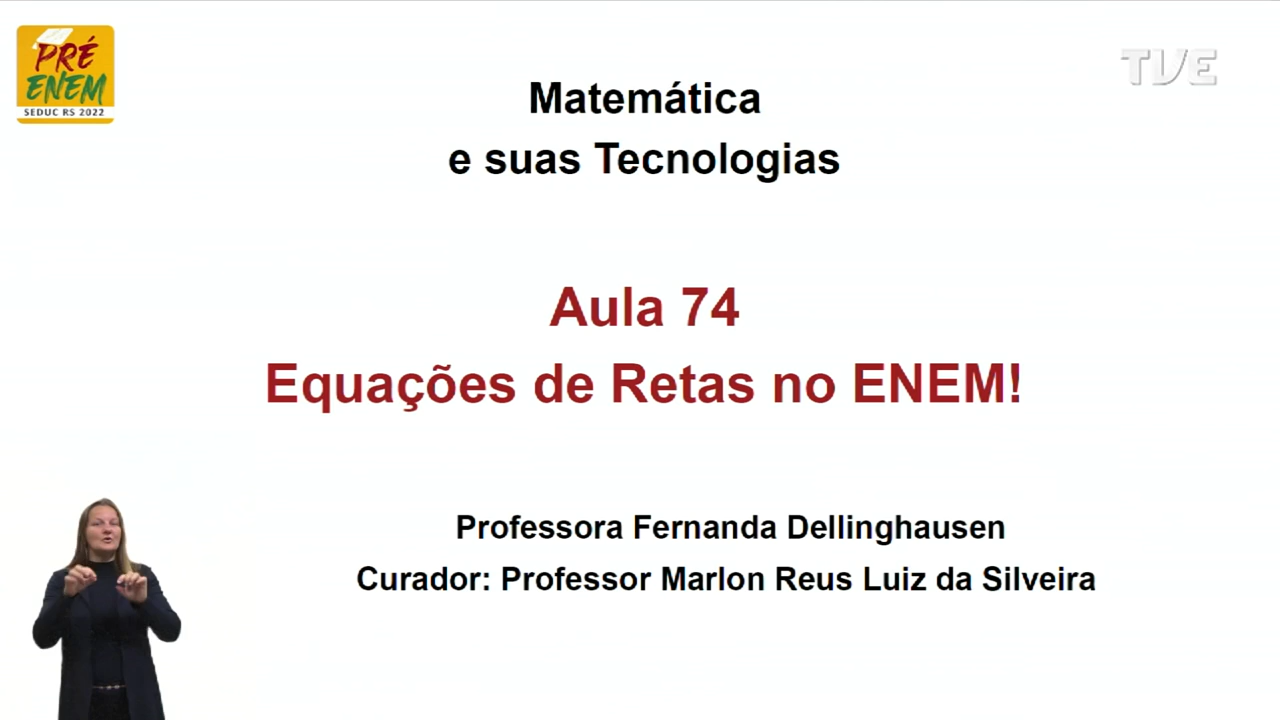 PRÉ
ENEM
SEDUC RS 2022
TVE
Matemática
e suas Tecnologias
Aula 74
Equações de Retas no ENEM!
Professora Fernanda Dellinghausen
Curador: Professor Marlon Reus Luiz da Silveira